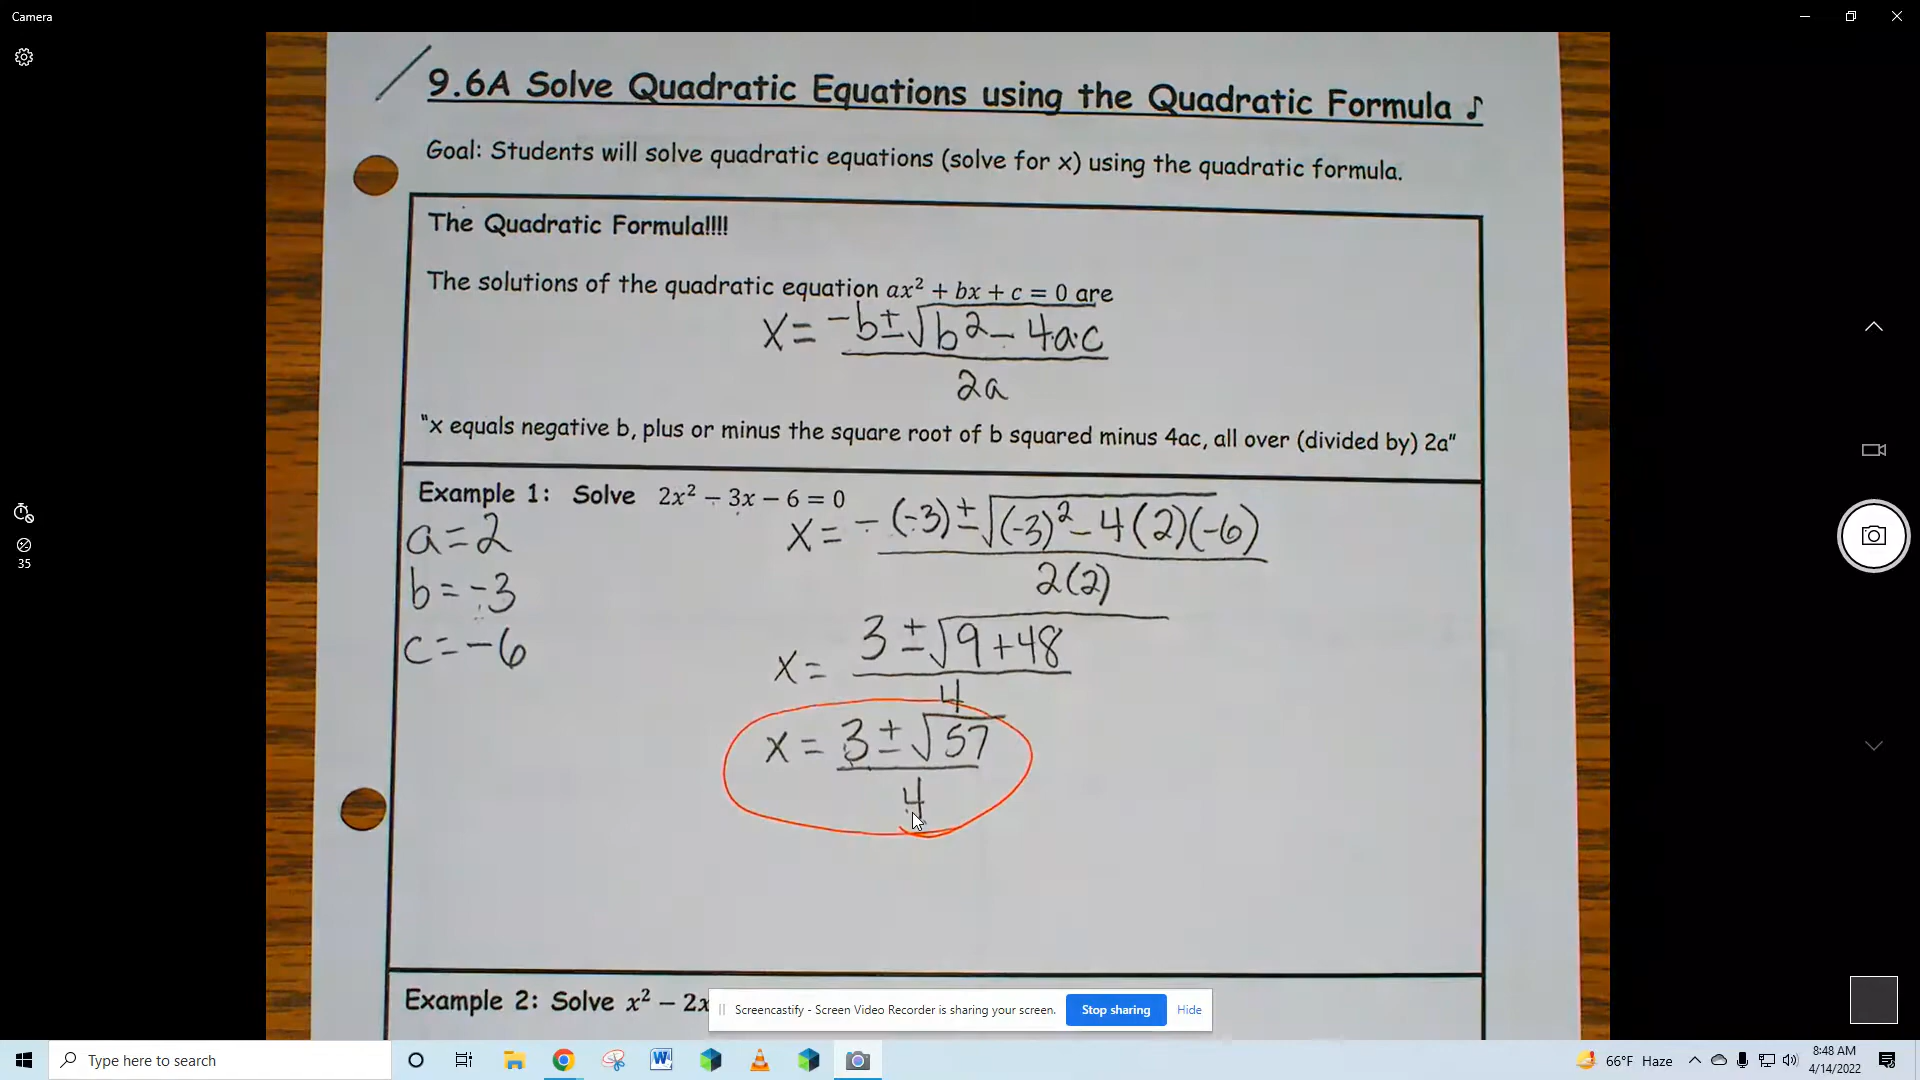 Camera
9.6A Solve Quadratic Equations using the Quadratic Formula ♪
Goal: Students will solve quadratic equations (solve for x) using the quadratic formula.
The Quadratic Formula!!!!
The solutions of the quadratic equation ax² + bx + c = 0 are
x = -b ± √b² - 4·a·c
2a
"x equals negative b, plus or minus the square root of b squared minus 4ac, all over (divided by) 2a"
Example 1: Solve 2x² − 3x − 6 = 0
a = 2
b = -3
c = -6
x = -(-3) ± √(-3)² - 4(2)(-6)
2(2)
x = 3 ± √9+48
4
x = 3 ± √57
4
35
Example 2: Solve x² − 2x
Screencastify - Screen Video Recorder is sharing your screen.
Stop sharing
Hide
Type here to search
66°F Haze
8:48 AM
4/14/2022